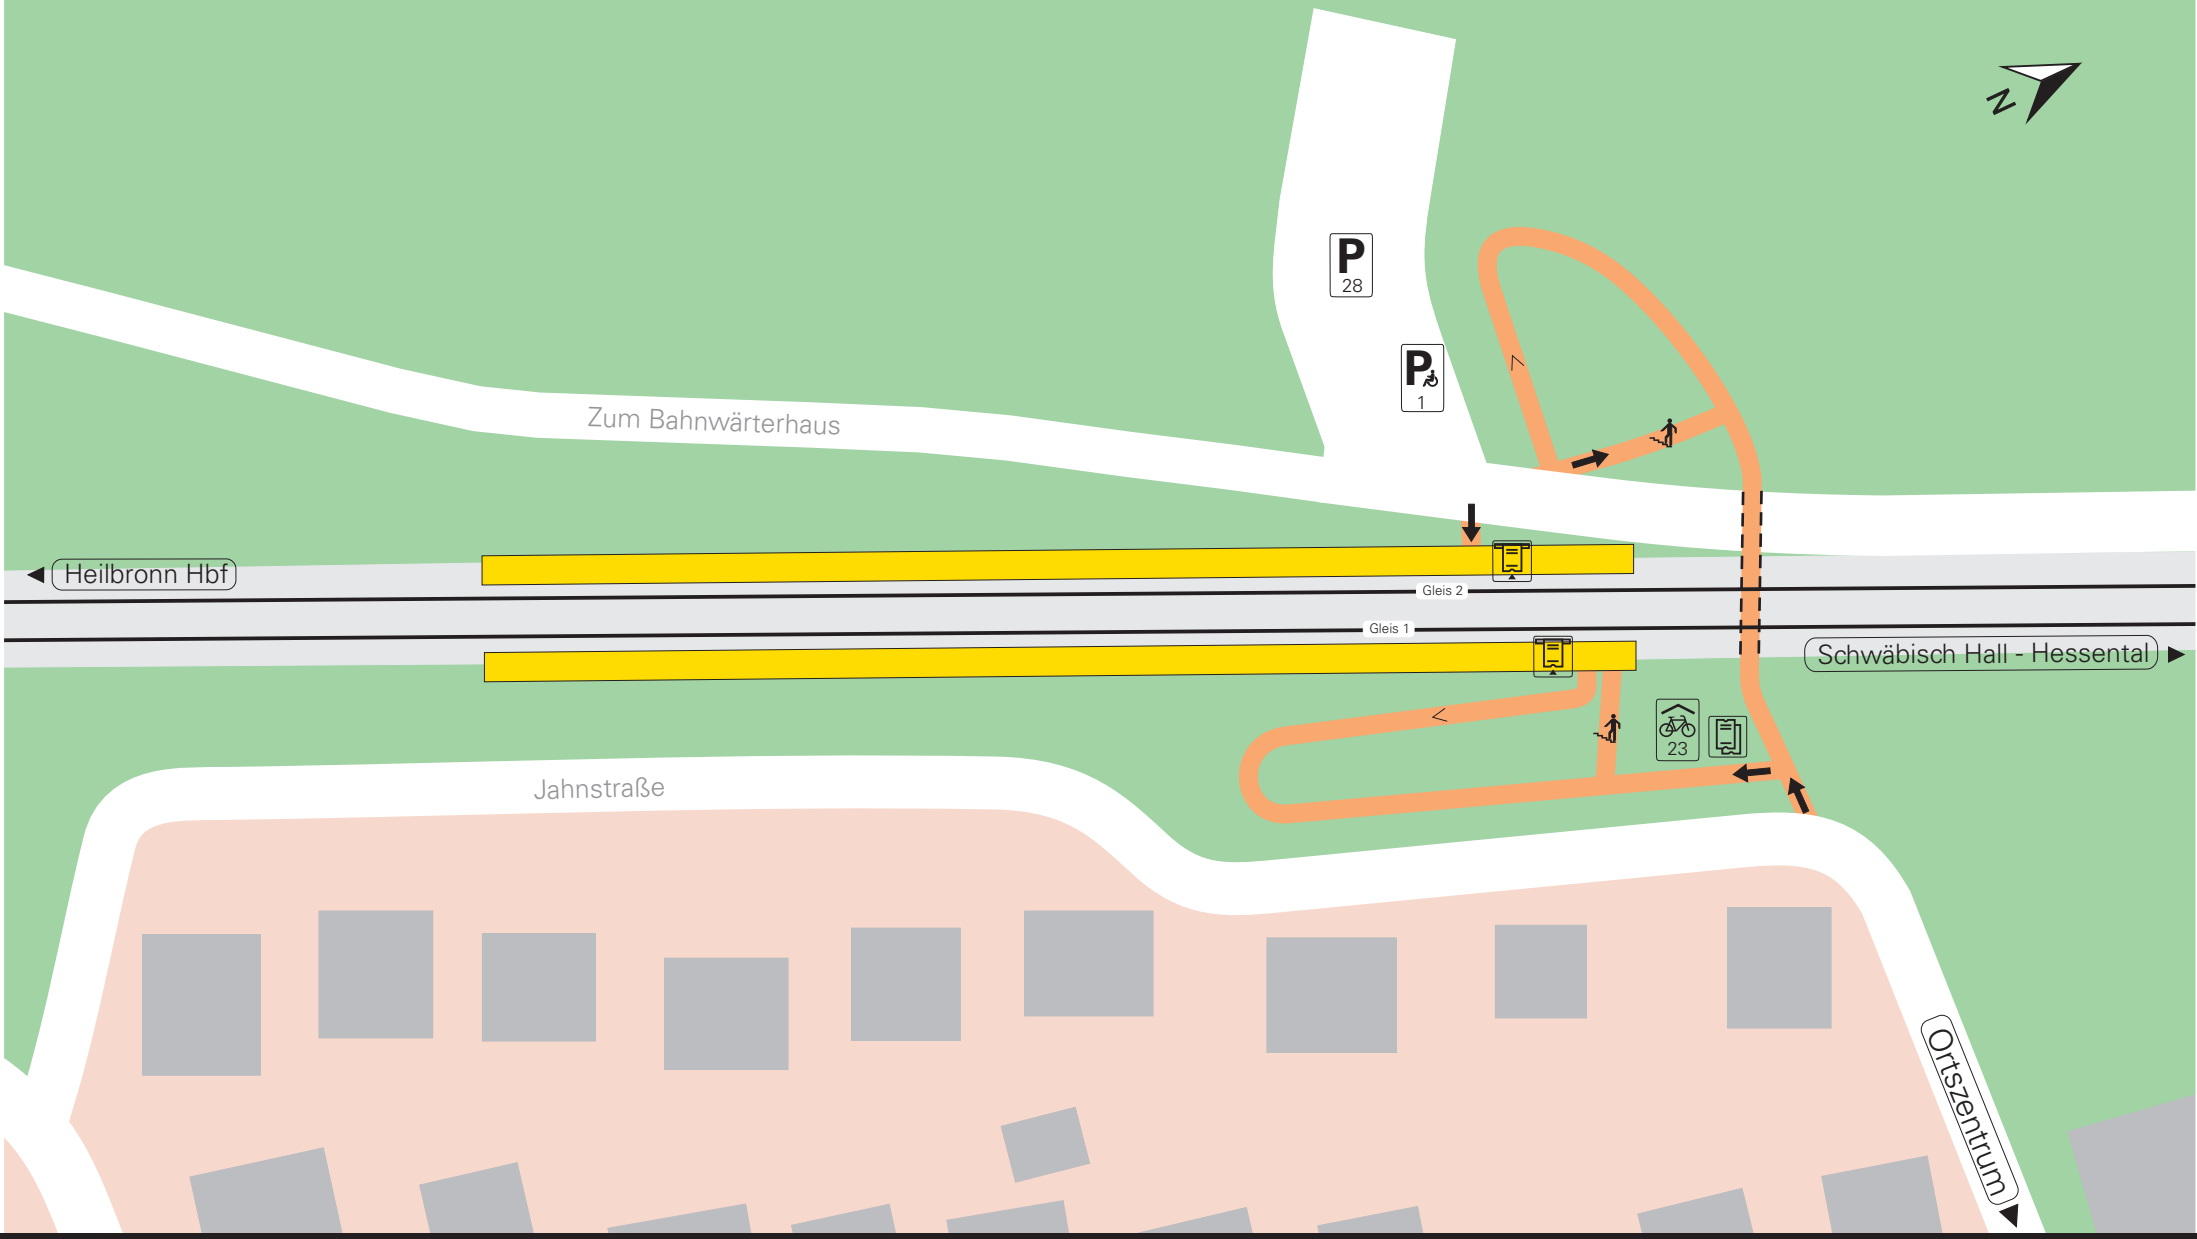 N
P
28
P
1
Zum Bahnwärterhaus
Heilbronn Hbf
Gleis 2
Gleis 1
Schwäbisch Hall - Hessental
23
Jahnstraße
Ortszentrum